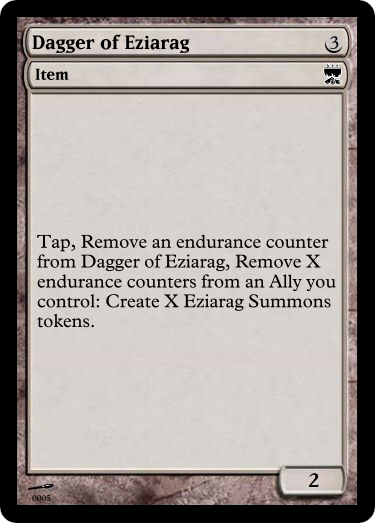 Dagger of Eziarag
3
Item
Tap, Remove an endurance counter
from Dagger of Eziarag, Remove X
endurance counters from an Ally you
control: Create X Eziarag Summons
tokens.
2
0005